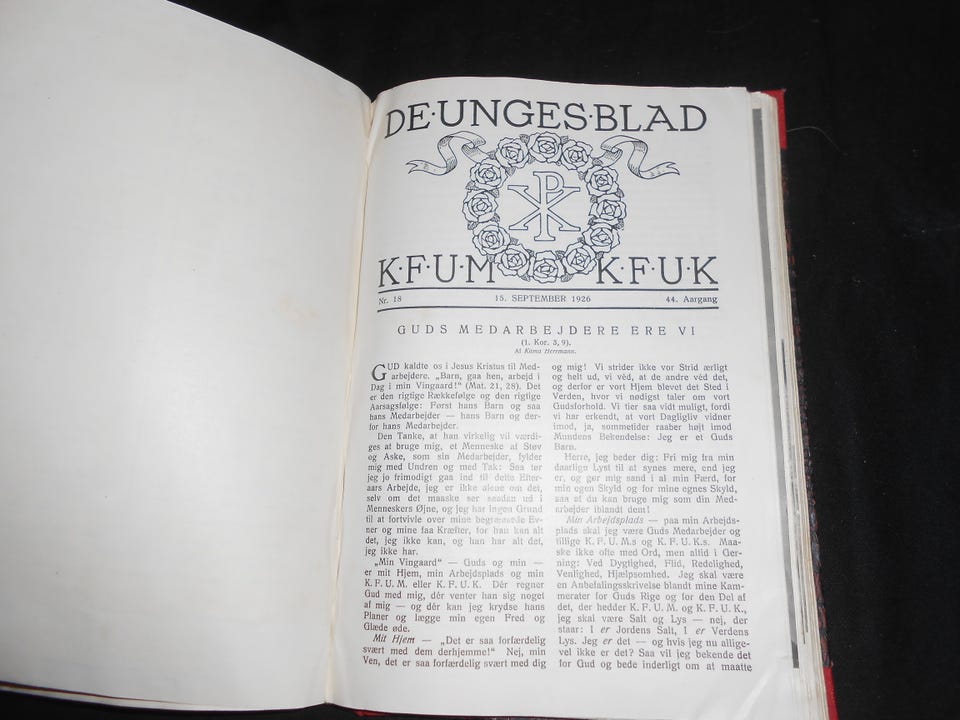 DE·UNGES·BLAD
K·F·U·M K·F·U·K
Nr. 18 15. SEPTEMBER 1926 44. Aargang
GUDS MEDARBEJDERE ERE VI
(1. Kor. 3, 9).
Af Kama Herrmann.
GUD kaldte os i Jesus Kristus til Med-
arbejdere. „Barn, gaa hen, arbejd i
Dag i min Vingaard!" (Mat. 21, 28). Det
er den rigtige Rækkefølge og den rigtige
Aarsagsfølge: Først hans Barn og saa
hans Medarbejder — hans Barn og der-
for hans Medarbejder.
Den Tanke, at han virkelig vil værdi-
ges at bruge mig, et Menneske af Støv
og Aske, som sin Medarbejder, fylder
mig med Undren og med Tak: Saa tør
jeg jo frimodigt gaa ind til dette Efter-
aars Arbejde, jeg er ikke alene om det,
selv om det maaske ser saadan ud i
Menneskers Øjne, og jeg har ingen Grund
til at fortvivle over mine begrænsede Ev-
ner og mine faa Kræfter, for han kan alt
det, jeg ikke kan, og han har alt det,
jeg ikke har.
„Min Vingaard" — Guds og min —
er mit Hjem, min Arbejdsplads og min
K. F. U. M. eller K. F. U. K. Dér regner
Gud med mig, dér venter han sig noget
af mig — og dér kan jeg krydse hans
Planer og lægge min egen Fred og
Glæde øde.
Mit Hjem — „Det er saa forfærdelig
svært med dem derhjemme!" Nej, min
Ven, det er saa forfærdelig svært med dig
og mig! Vi strider ikke vor Strid ærligt
og helt ud, vi véd, at de andre véd det,
og derfor er vort Hjem blevet det Sted i
Verden, hvor vi nødigst taler om vort
Gudsforhold. Vi tier saa vidt muligt, fordi
vi har erkendt, at vort Dagligliv vidner
imod, ja, sommetider raaber højt imod
Mundens Bekendelse: Jeg er et Guds
Barn.
Herre, jeg beder dig: Fri mig fra min
daarlige Lyst til at synes mere, end jeg
er, og gør mig sand i al min Færd, for
min egen Skyld og for mine egnes Skyld,
saa at du kan bruge mig som din Med-
arbejder iblandt dem!
Min Arbejdsplads — paa min Arbejds-
plads skal jeg være Guds Medarbejder og
tillige K. F. U. M.s og K. F. U. K.s. Maa-
ske ikke ofte med Ord, men altid i Ger-
ning: Ved Dygtighed, Flid, Redelighed,
Venlighed, Hjælpsomhed. Jeg skal være
en Anbefalingsskrivelse blandt mine Kam-
merater for Guds Rige og for den Del af
det, der hedder K. F. U. M. og K. F. U. K.,
jeg skal være Salt og Lys — nej, der
staar: I er Jordens Salt, I er Verdens
Lys. Jeg er det — og hvis jeg nu allige-
vel ikke er det? Saa vil jeg bekende det
for Gud og bede inderligt om at maatte